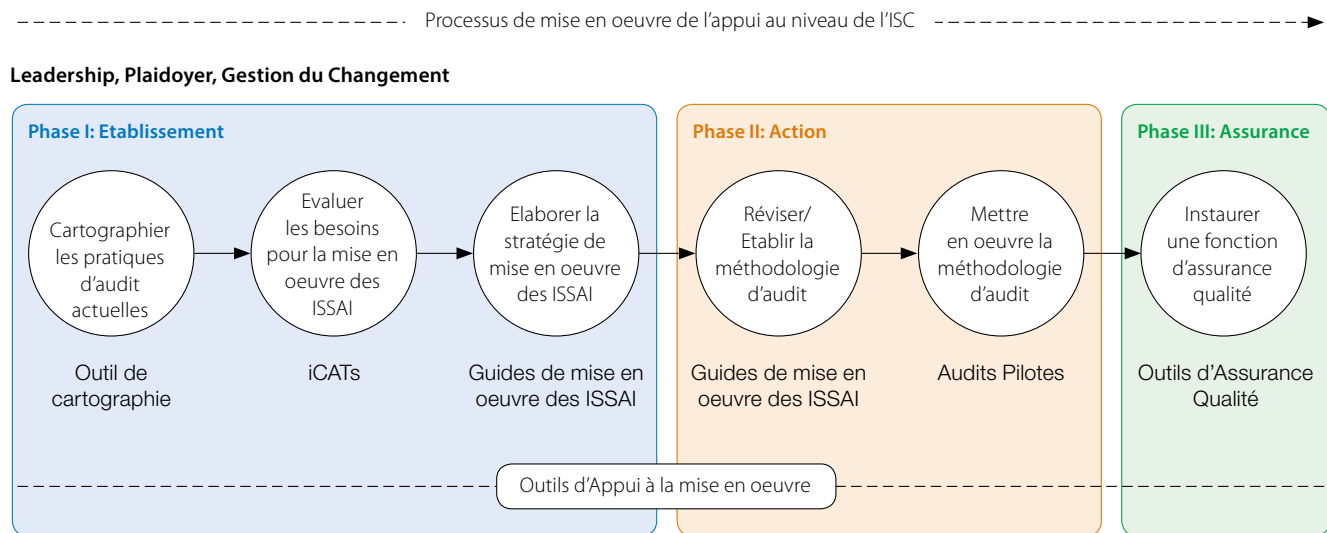 Processus de mise en oeuvre de l'appui au niveau de l'ISC
Leadership, Plaidoyer, Gestion du Changement
Phase I: Etablissement
Cartographier
les pratiques
d'audit
actuelles
Evaluer
les besoins
pour la mise en
oeuvre des
ISSAI
Elaborer la
stratégie de
mise en oeuvre
des ISSAI
Outil de
cartographie
iCATs
Guides de mise en
oeuvre des ISSAI
Phase II: Action
Réviser/
Etablir la
méthodologie
d'audit
Mettre
en oeuvre la
méthodologie
d'audit
Guides de mise en
oeuvre des ISSAI
Audits Pilotes
Phase III: Assurance
Instaurer
une fonction
d'assurance
qualité
Outils d'Assurance
Qualité
Outils d'Appui à la mise en oeuvre